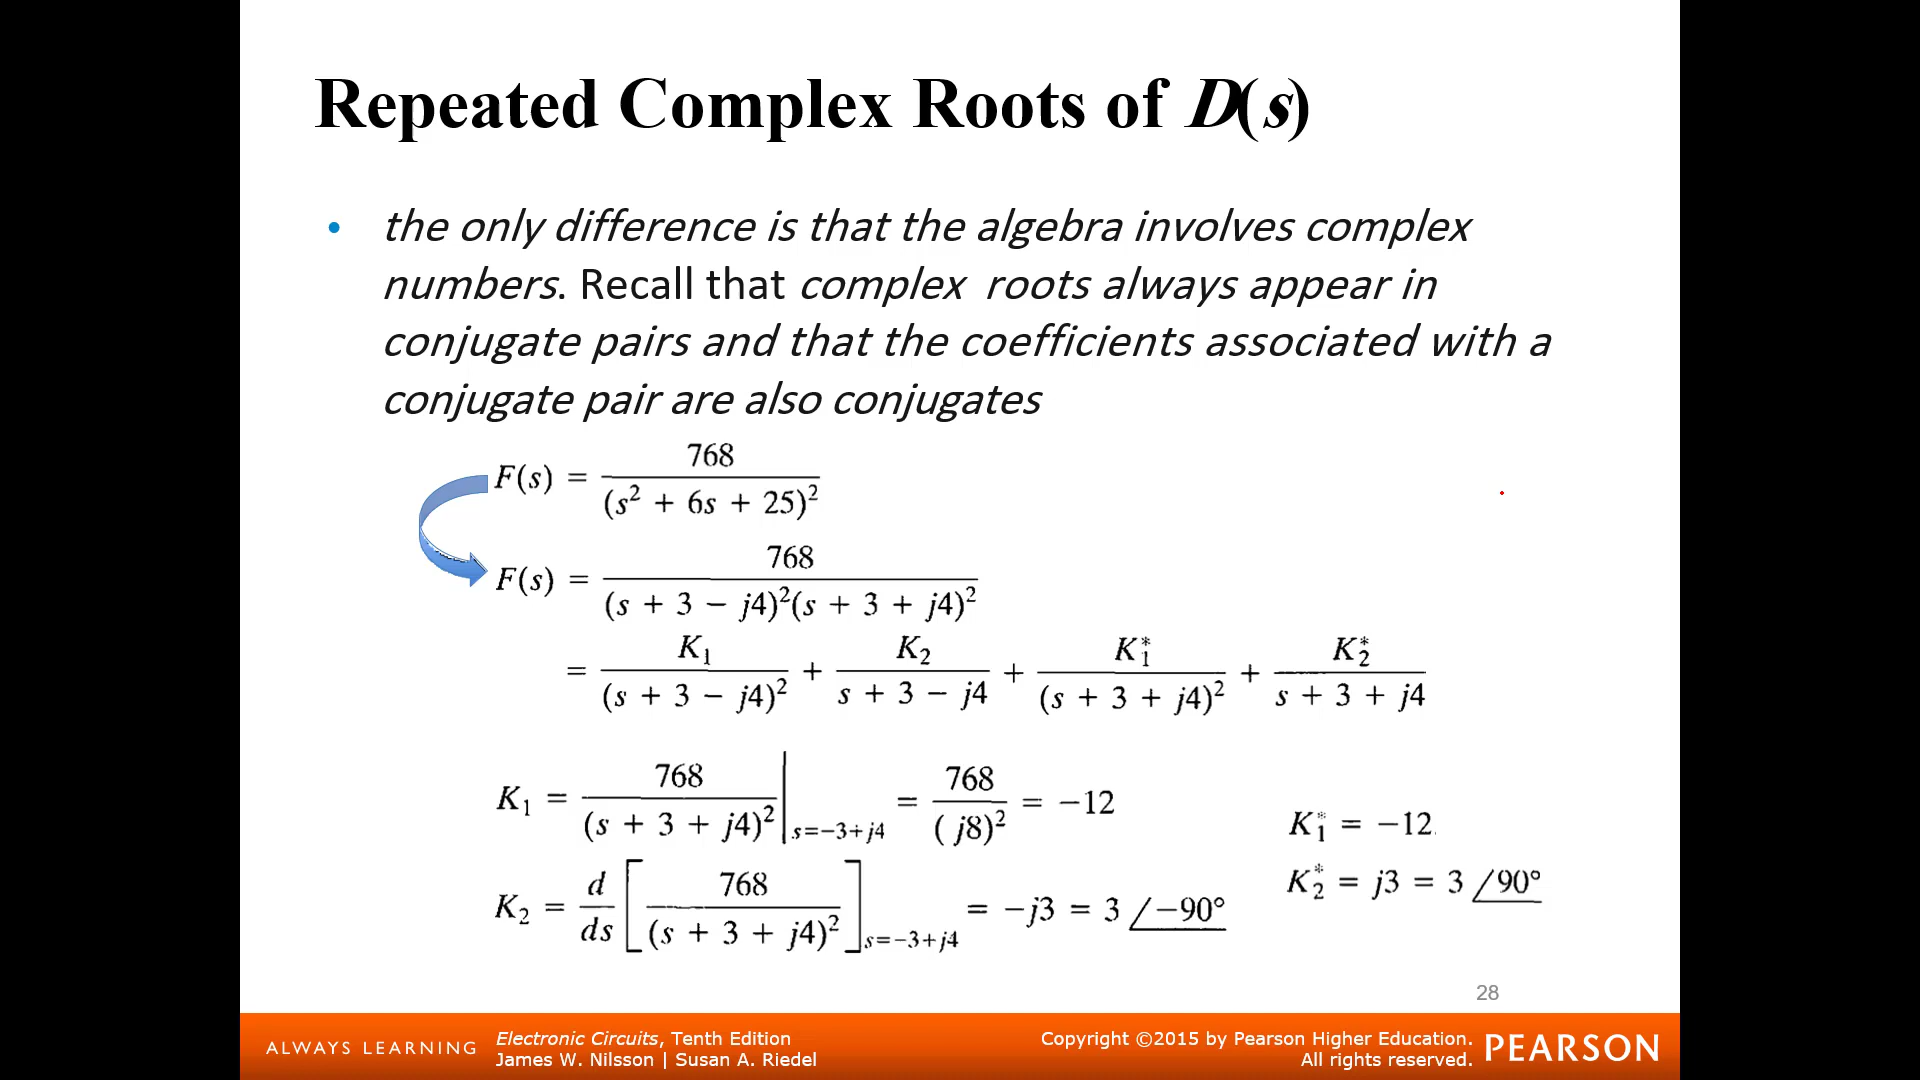 Repeated Complex Roots of D(s)
• the only difference is that the algebra involves complex
numbers. Recall that complex roots always appear in
conjugate pairs and that the coefficients associated with a
conjugate pair are also conjugates
F(s) = 768 / (s² + 6s + 25)²
F(s) = 768 / (s + 3 − j4)²(s + 3 + j4)²
= K₁ / (s + 3 − j4)² + K₂ / s + 3 − j4 + K₁* / (s + 3 + j4)² + K₂* / s + 3 + j4
K₁ = 768 / (s + 3 + j4)² |s=−3+j4 = 768 / (j8)² = −12
K₁* = −12
K₂ = d/ds [768 / (s + 3 + j4)²]s=−3+j4 = −j3 = 3 ∠−90°
K₂* = j3 = 3 ∠90°
28
ALWAYS LEARNING
Electronic Circuits, Tenth Edition
James W. Nilsson | Susan A. Riedel
Copyright ©2015 by Pearson Higher Education.
All rights reserved.
PEARSON